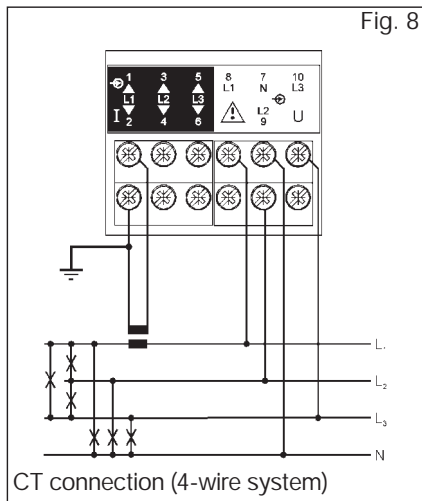 Fig. 8
1 3 5 8 7 10
L1 N L3
L1 L2 L3
I L2 U
2 4 6 9
L.
L2
L3
N
CT connection (4-wire system)